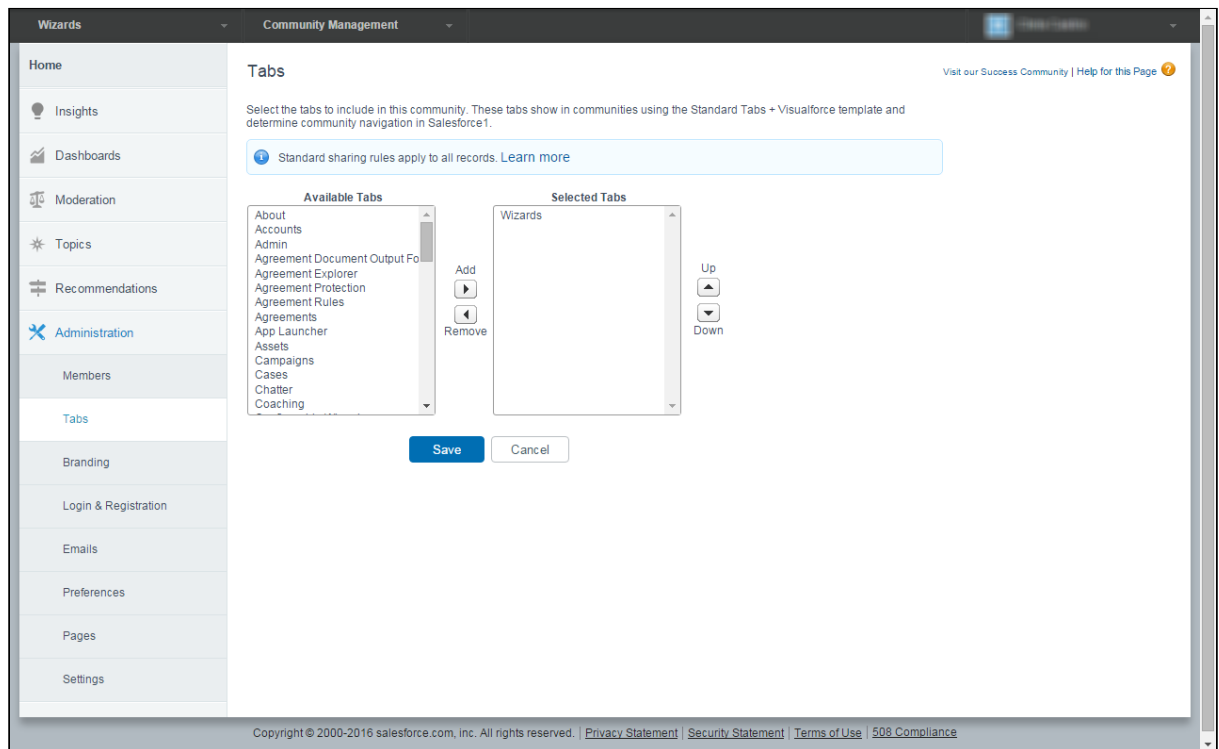 Wizards
Community Management
Home
Insights
Dashboards
Moderation
Topics
Recommendations
Administration
Members
Tabs
Branding
Login & Registration
Emails
Preferences
Pages
Settings
Tabs
Visit our Success Community | Help for this Page ?
Select the tabs to include in this community. These tabs show in communities using the Standard Tabs + Visualforce template and
determine community navigation in Salesforce1.
Standard sharing rules apply to all records. Learn more
Available Tabs
About
Accounts
Admin
Agreement Document Output Fo
Agreement Explorer
Agreement Protection
Agreement Rules
Agreements
App Launcher
Assets
Campaigns
Cases
Chatter
Coaching
Add
Remove
Selected Tabs
Wizards
Up
Down
Save
Cancel
Copyright © 2000-2016 salesforce.com, inc. All rights reserved. | Privacy Statement | Security Statement | Terms of Use | 508 Compliance